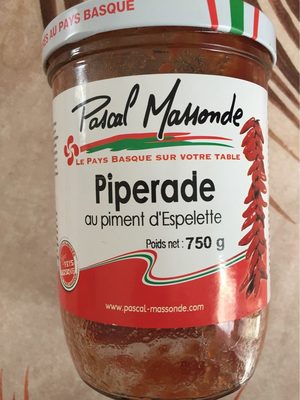 ÉS AU PAYS BASQUE
Pascal Massonde
LE PAYS BASQUE SUR VOTRE TABLE
Piperade
au piment d'Espelette
Poids net : 750 g
www.pascal-massonde.com